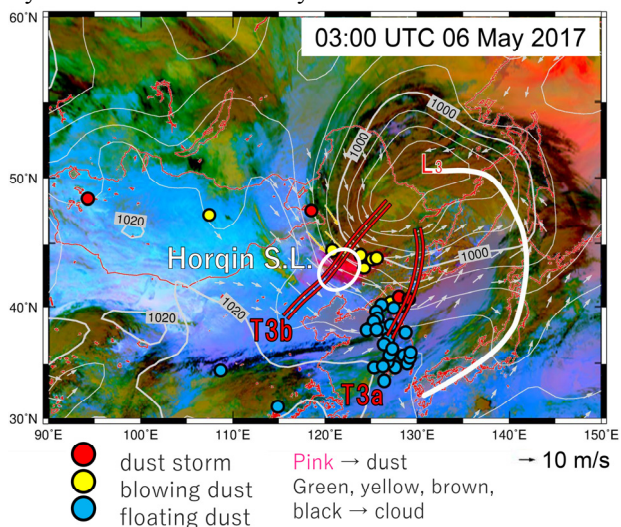 03:00 UTC 06 May 2017
60°N
1000
1000
50°N
L3
1020
Horqin S.L.
1000
1020
40°N
1020
T3b
T3a
30°N
90°E 100°E 110°E 120°E 130°E 140°E 150°E
dust storm
blowing dust
floating dust
Pink → dust
Green, yellow, brown,
black → cloud
→ 10 m/s